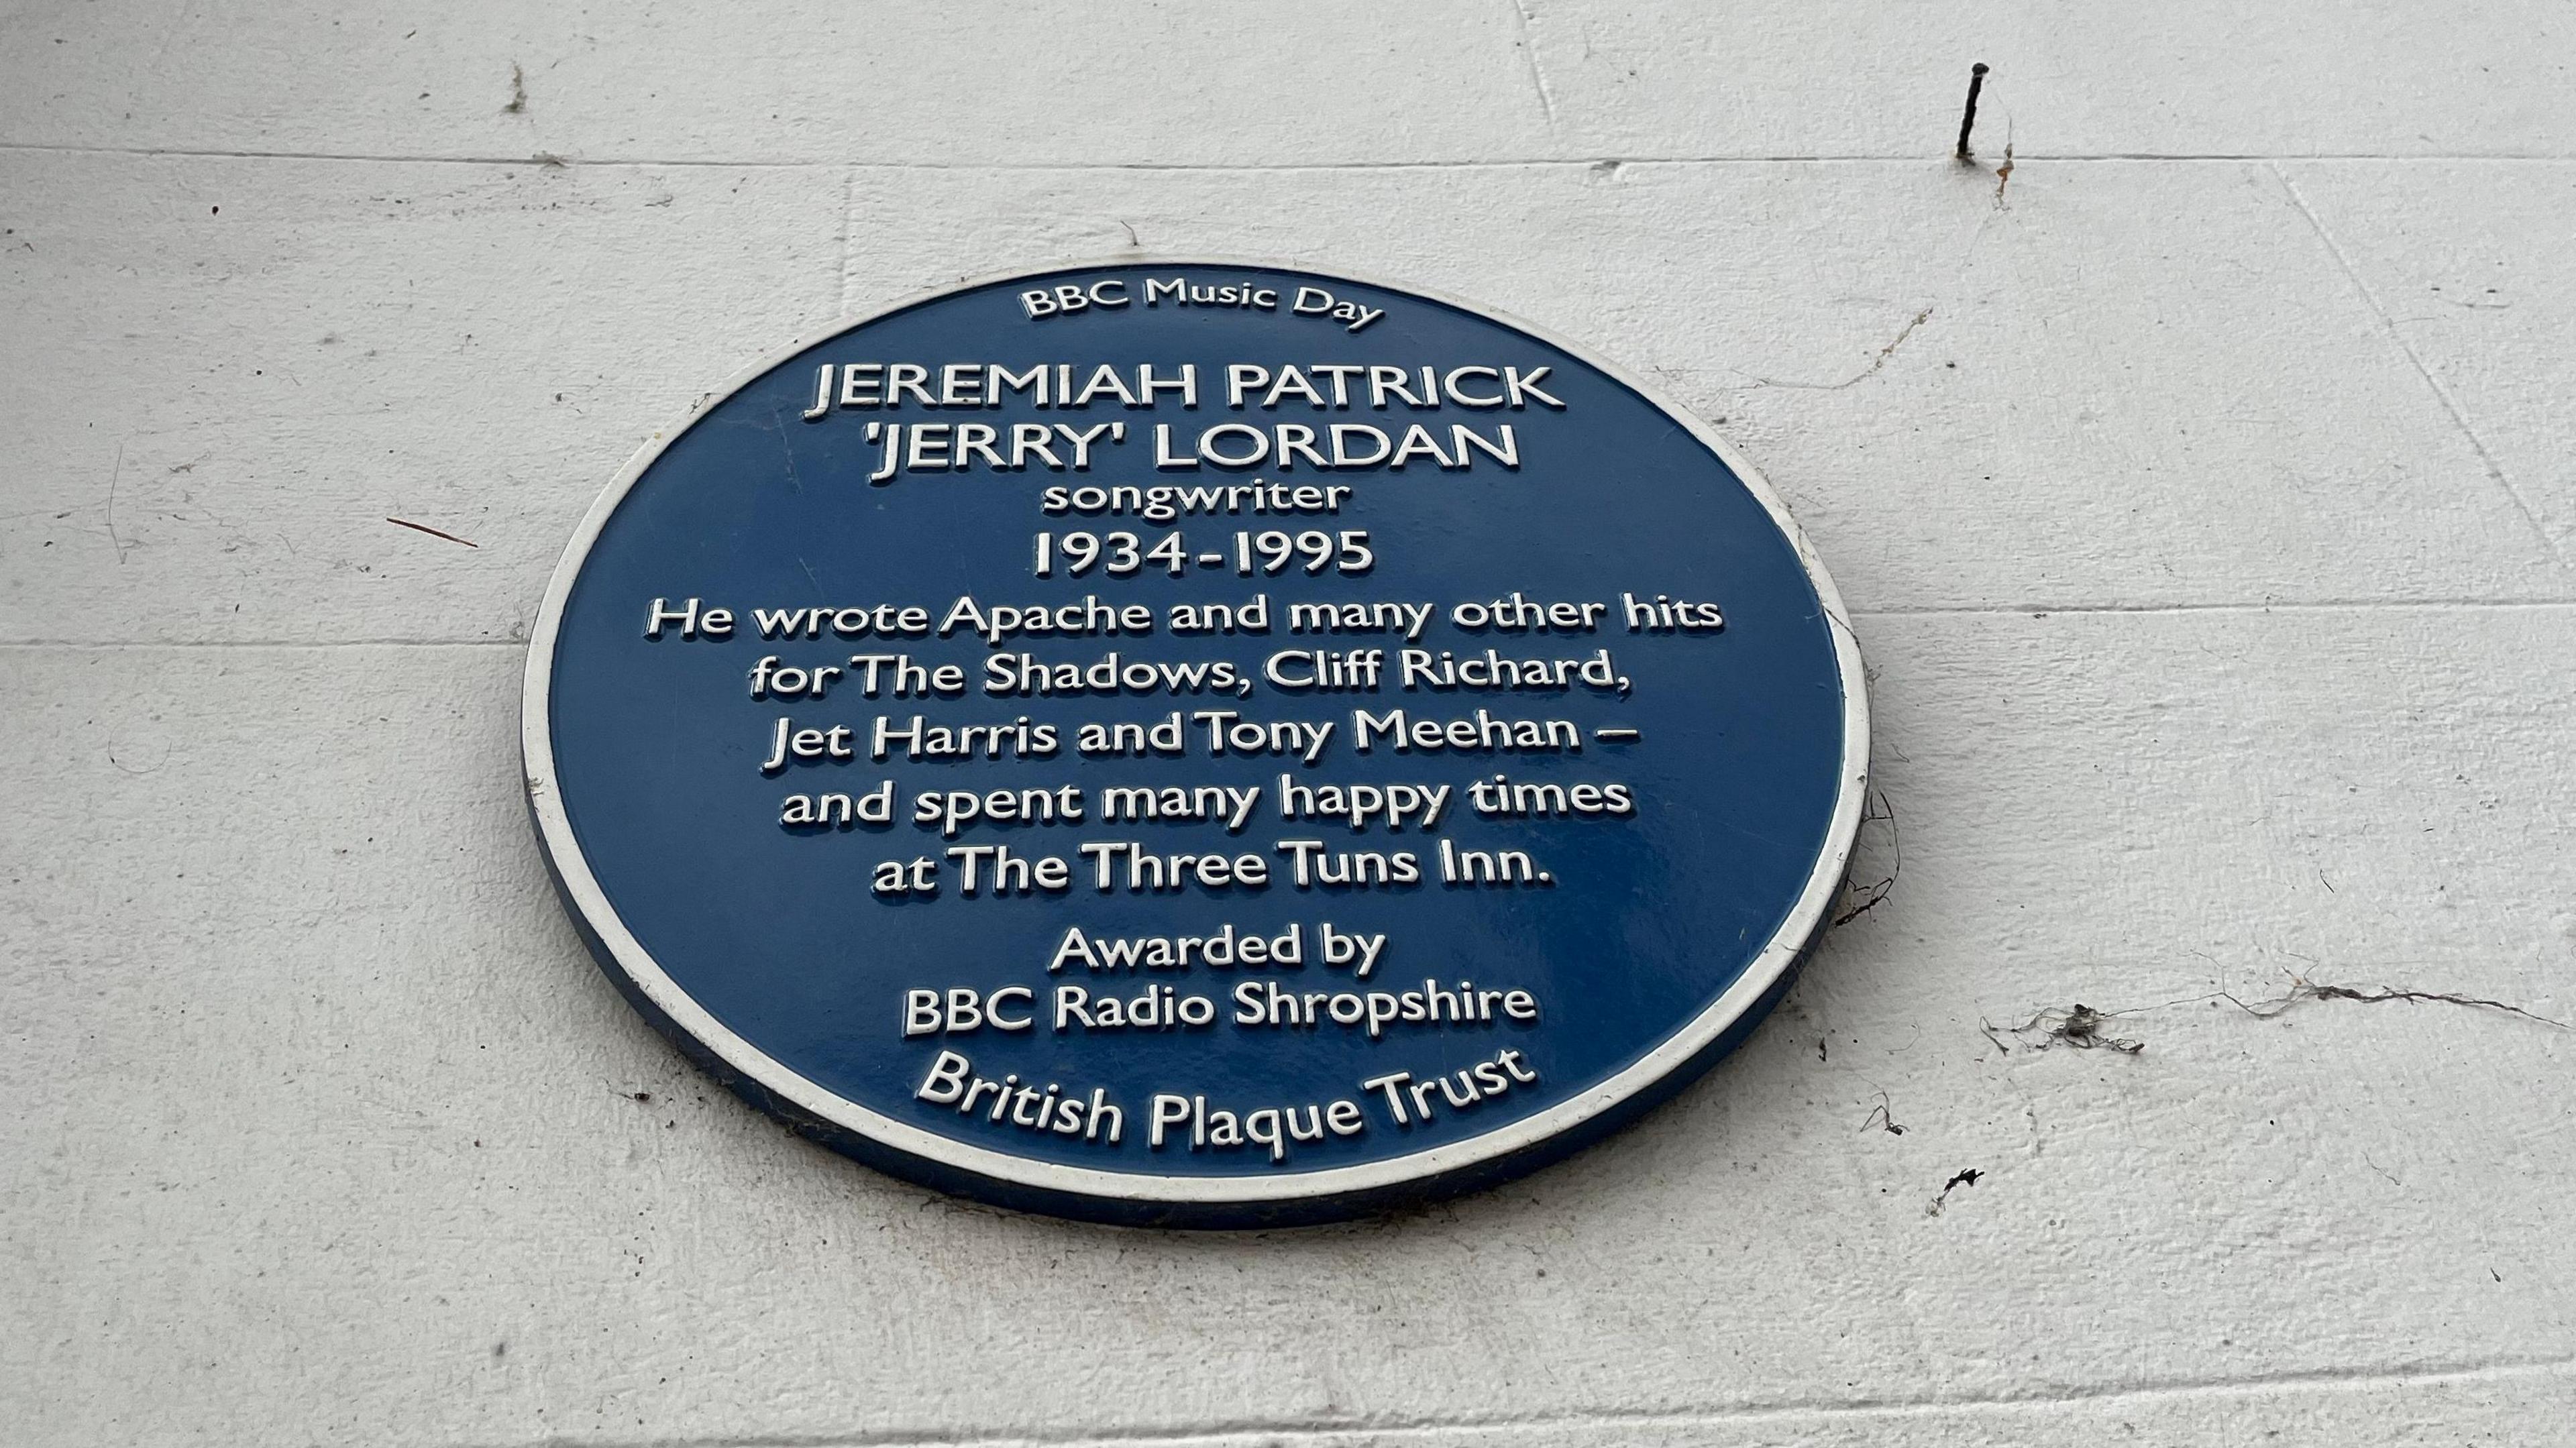 BBC Music Day
JEREMIAH PATRICK
'JERRY' LORDAN
songwriter
1934-1995
He wrote Apache and many other hits
for The Shadows, Cliff Richard,
Jet Harris and Tony Meehan –
and spent many happy times
at The Three Tuns Inn.
Awarded by
BBC Radio Shropshire
British Plaque Trust